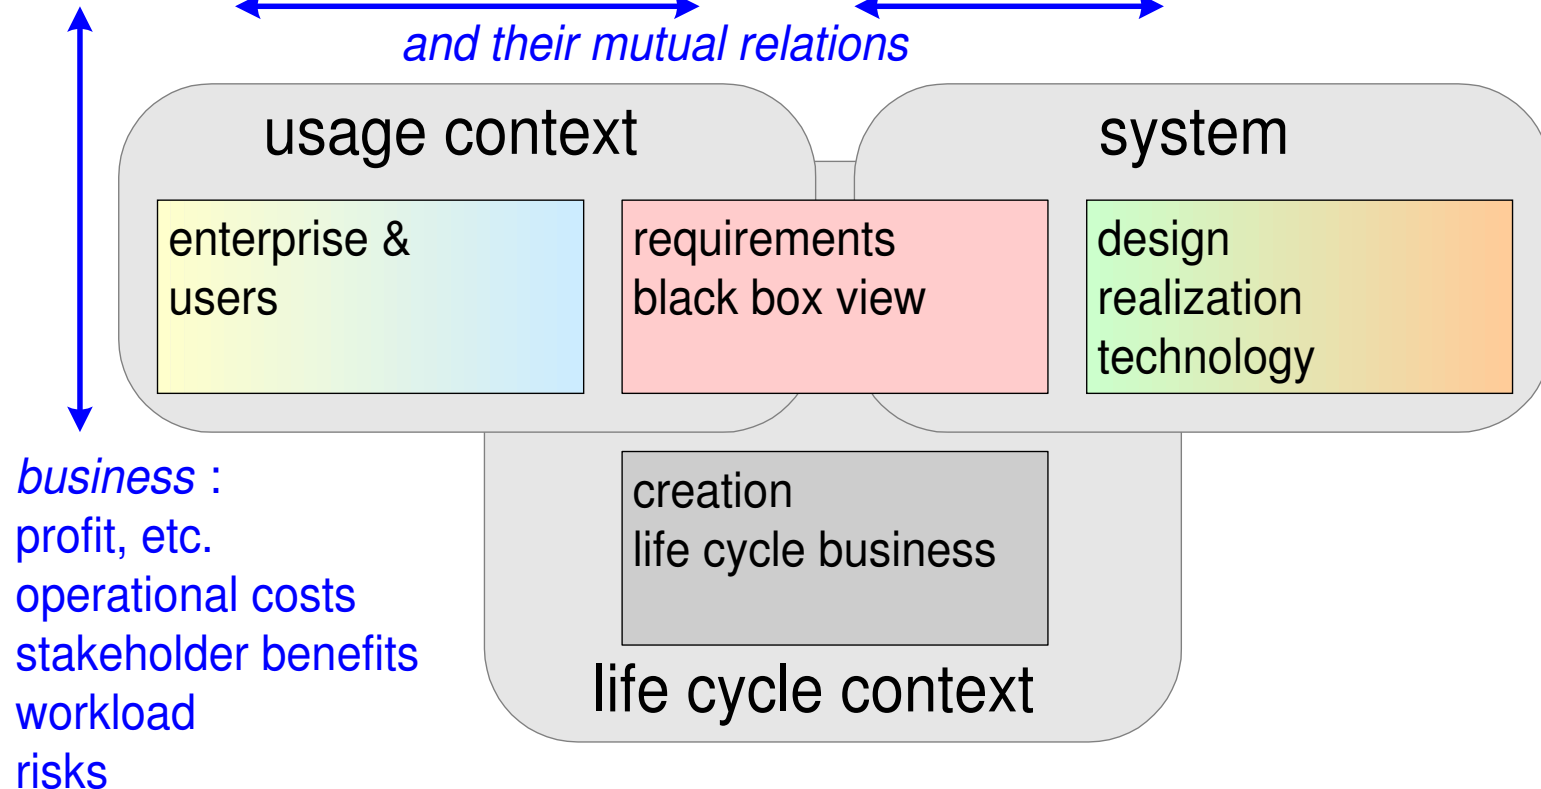 and their mutual relations
usage context
system
enterprise &
users
requirements
black box view
design
realization
technology
business :
profit, etc.
operational costs
stakeholder benefits
workload
risks
creation
life cycle business
life cycle context